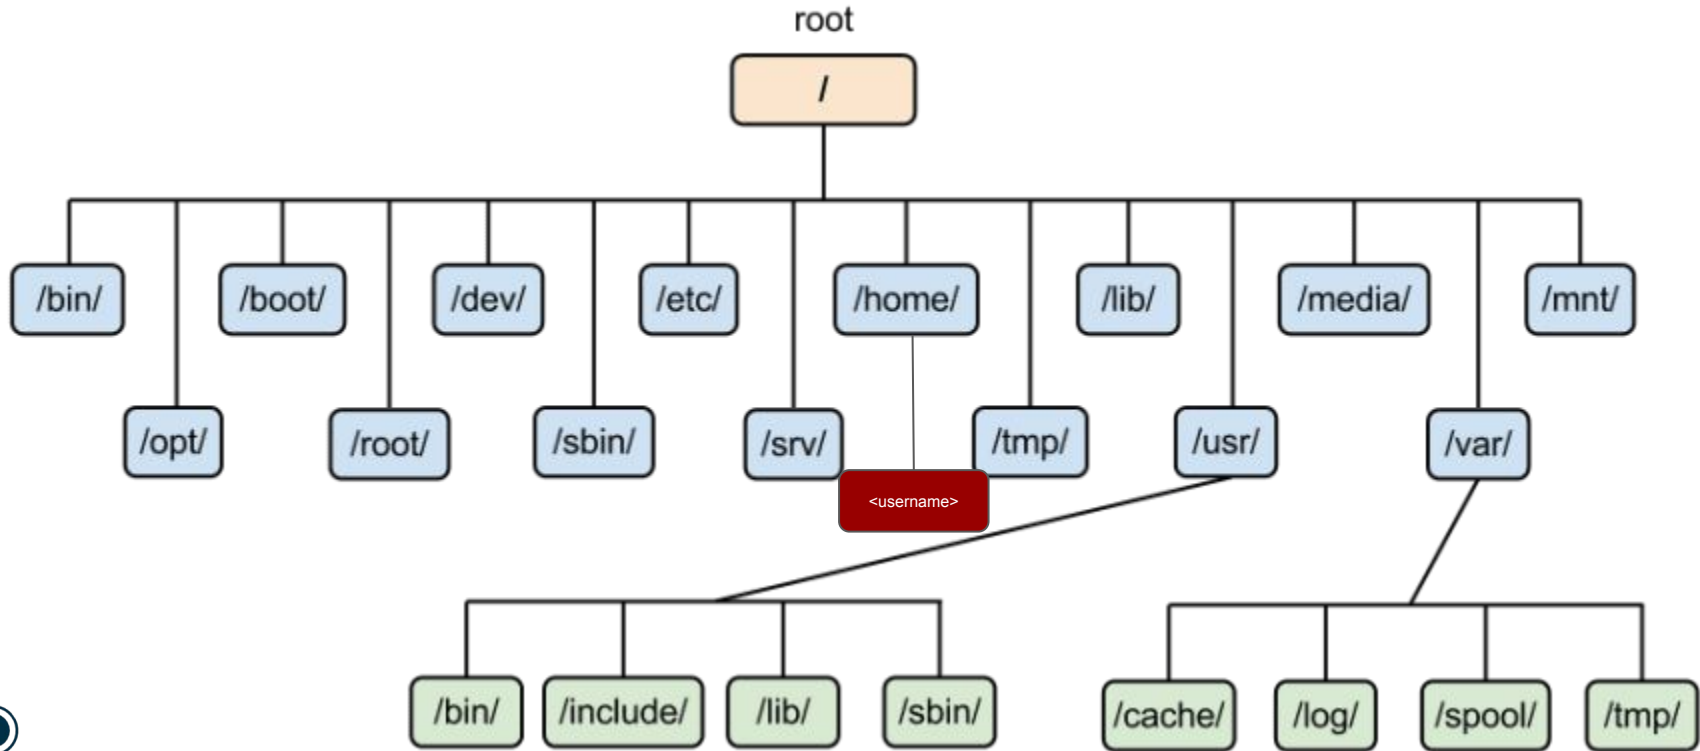 root
/
/bin/
/boot/
/dev/
/etc/
/home/
/lib/
/media/
/mnt/
/opt/
/root/
/sbin/
/srv/
/tmp/
/usr/
/var/
<username>
/bin/
/include/
/lib/
/sbin/
/cache/
/log/
/spool/
/tmp/